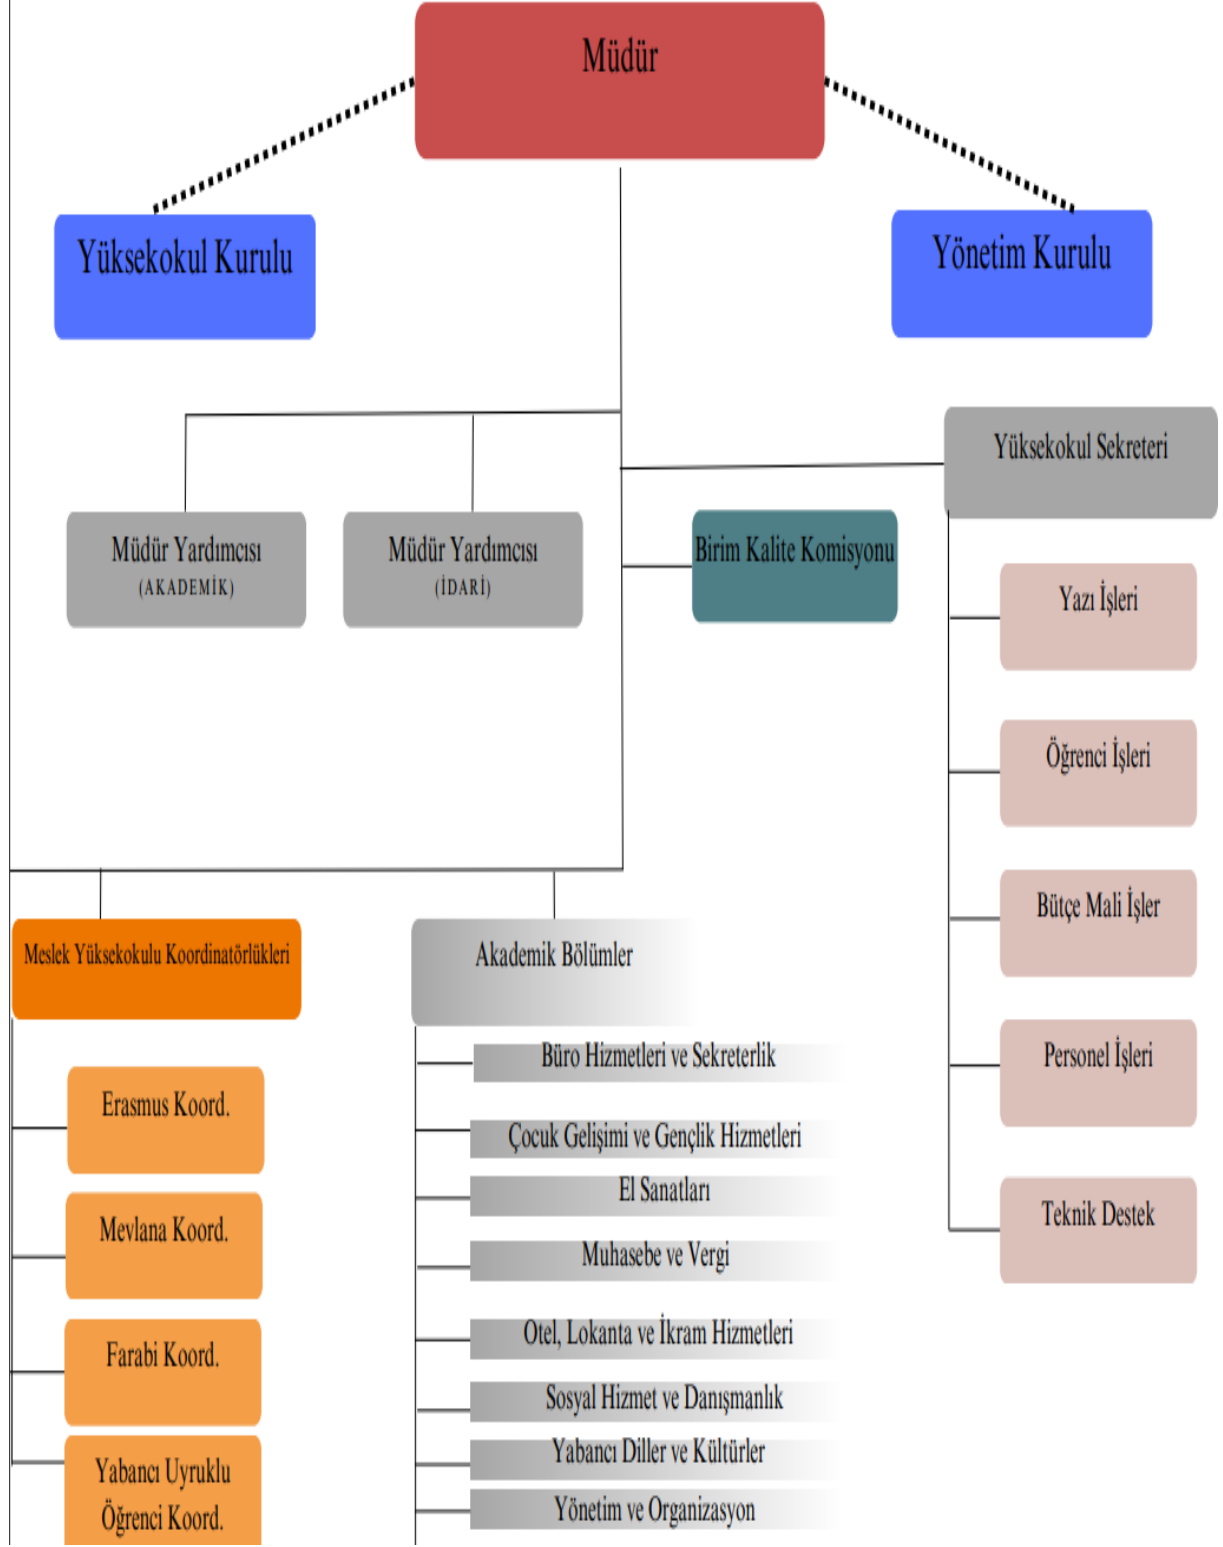 Müdür
Yüksekokul Kurulu
Yönetim Kurulu
Yüksekokul Sekreteri
Müdür Yardımcısı
(AKADEMİK)
Müdür Yardımcısı
(İDARİ)
Birim Kalite Komisyonu
Yazı İşleri
Öğrenci İşleri
Bütçe Mali İşler
Personel İşleri
Teknik Destek
Meslek Yüksekokulu Koordinatörlükleri
Erasmus Koord.
Mevlana Koord.
Farabi Koord.
Yabancı Uyruklu
Öğrenci Koord.
Akademik Bölümler
Büro Hizmetleri ve Sekreterlik
Çocuk Gelişimi ve Gençlik Hizmetleri
El Sanatları
Muhasebe ve Vergi
Otel, Lokanta ve İkram Hizmetleri
Sosyal Hizmet ve Danışmanlık
Yabancı Diller ve Kültürler
Yönetim ve Organizasyon